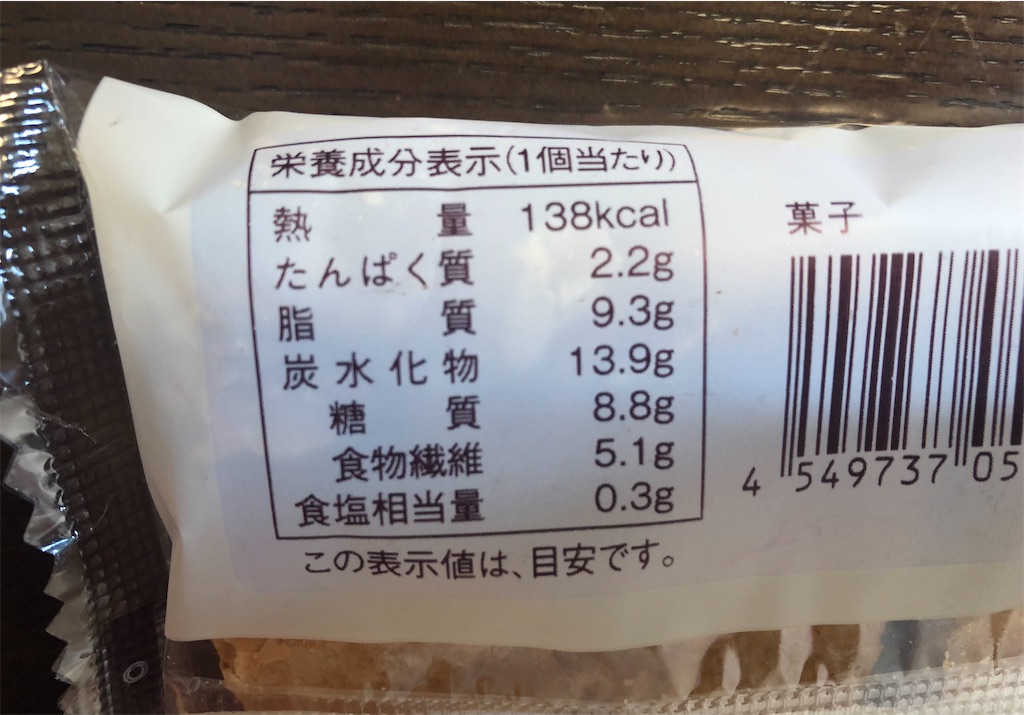 栄養成分表示(1個当たり)
熱量 138kcal
たんぱく質 2.2g
脂質 9.3g
炭水化物 13.9g
糖質 8.8g
食物繊維 5.1g
食塩相当量 0.3g
この表示値は、目安です。
菓子
4 549737 05